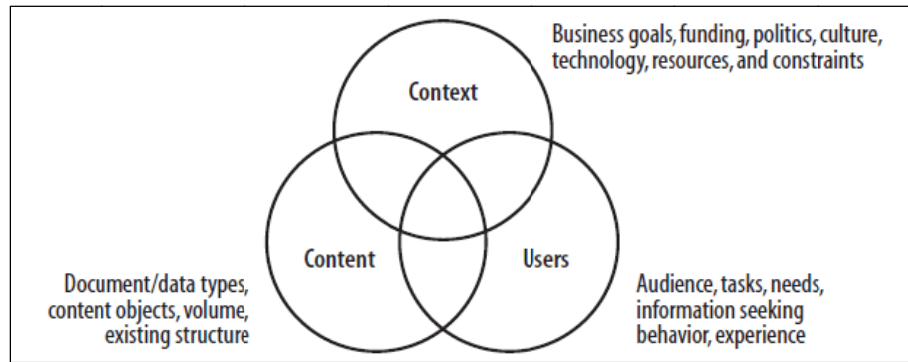 Business goals, funding, politics, culture,
technology, resources, and constraints
Context
Content
Users
Document/data types,
content objects, volume,
existing structure
Audience, tasks, needs,
information seeking
behavior, experience